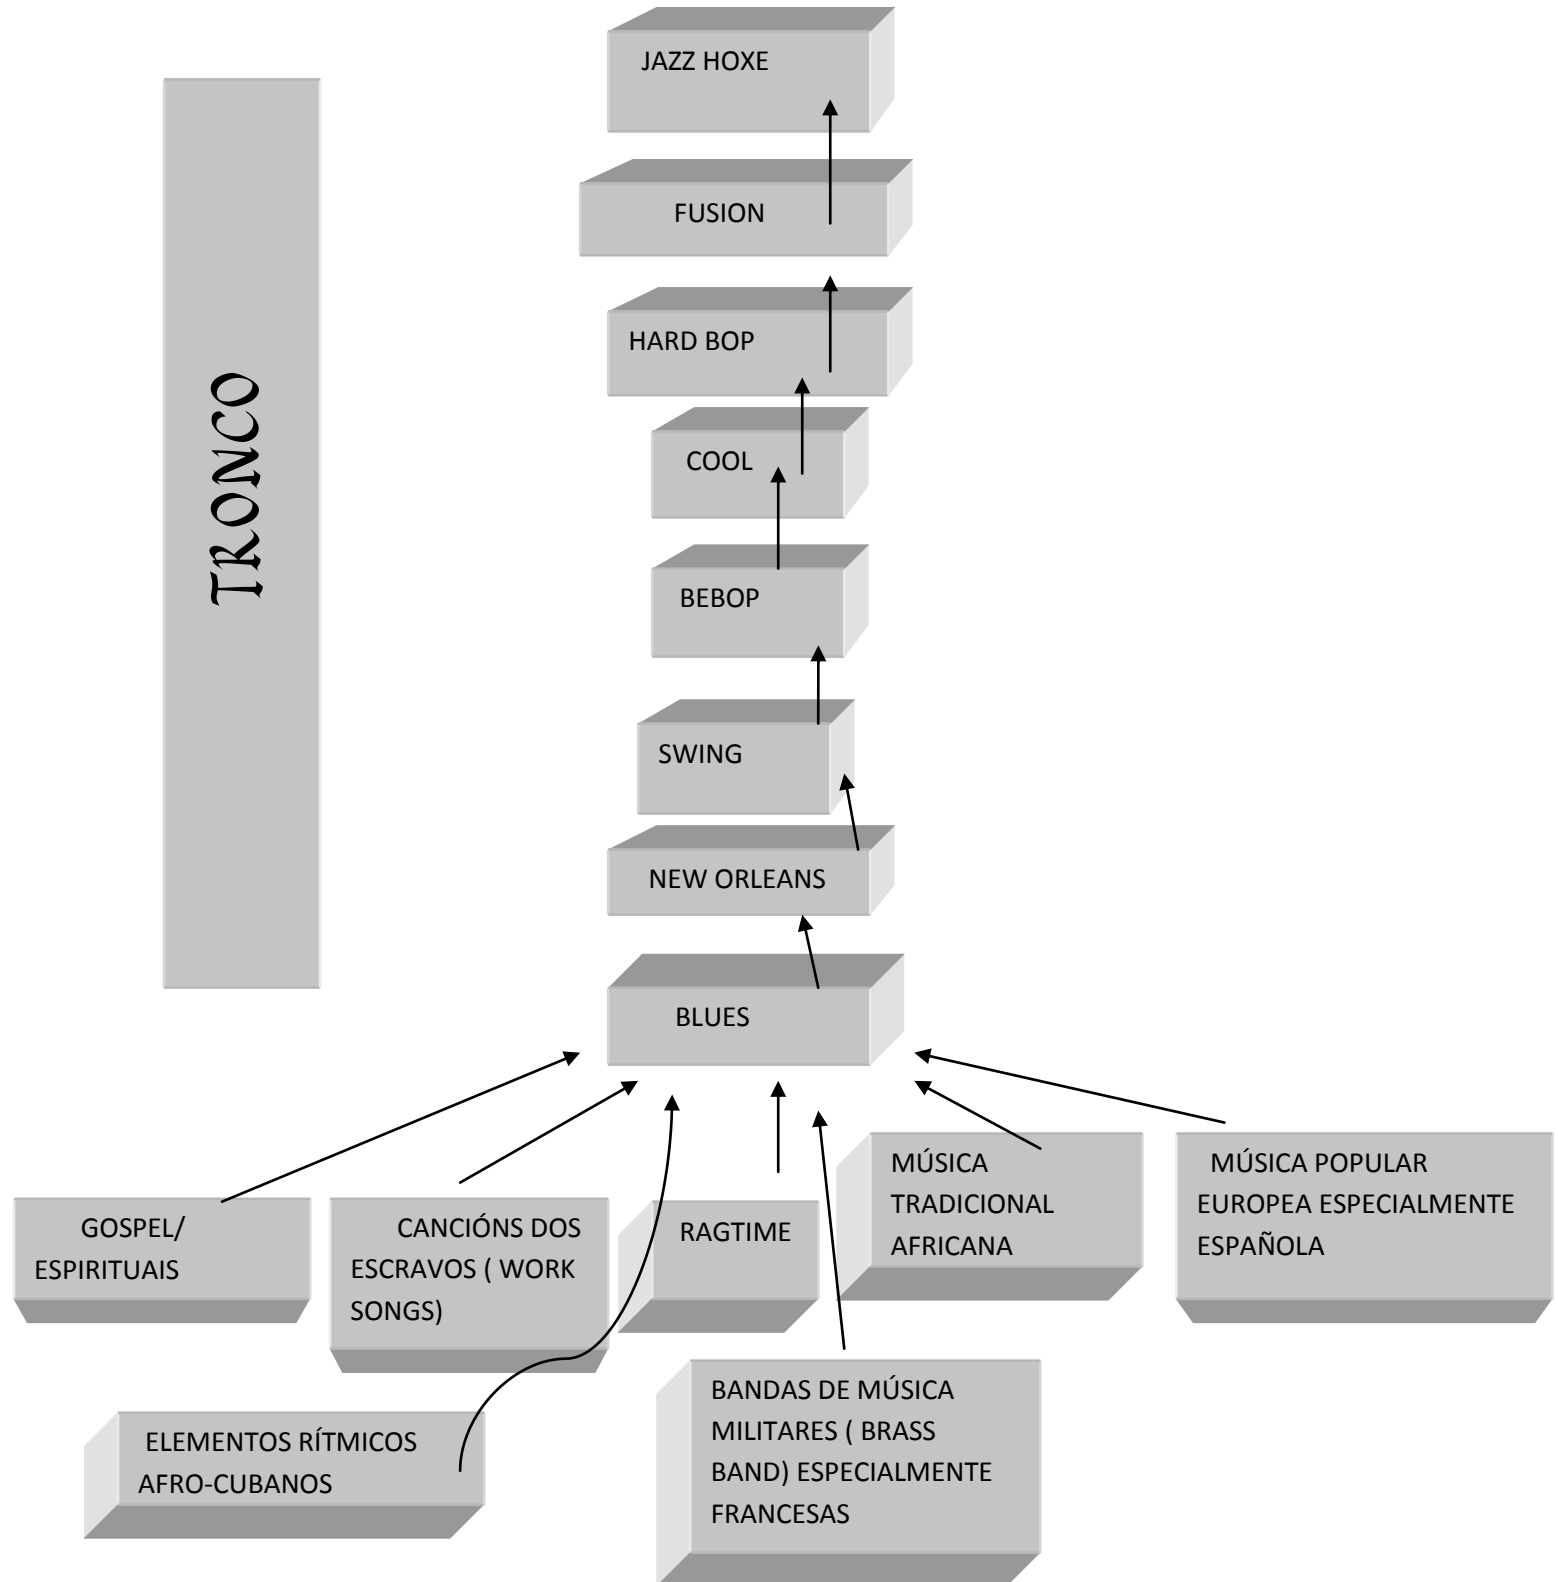 JAZZ HOXE
FUSION
HARD BOP
TRONCO
COOL
BEBOP
SWING
NEW ORLEANS
BLUES
GOSPEL/
ESPIRITUAIS
CANCIÓNS DOS
ESCRAVOS ( WORK
SONGS)
RAGTIME
MÚSICA
TRADICIONAL
AFRICANA
MÚSICA POPULAR
EUROPEA ESPECIALMENTE
ESPAÑOLA
ELEMENTOS RÍTMICOS
AFRO-CUBANOS
BANDAS DE MÚSICA
MILITARES ( BRASS
BAND) ESPECIALMENTE
FRANCESAS